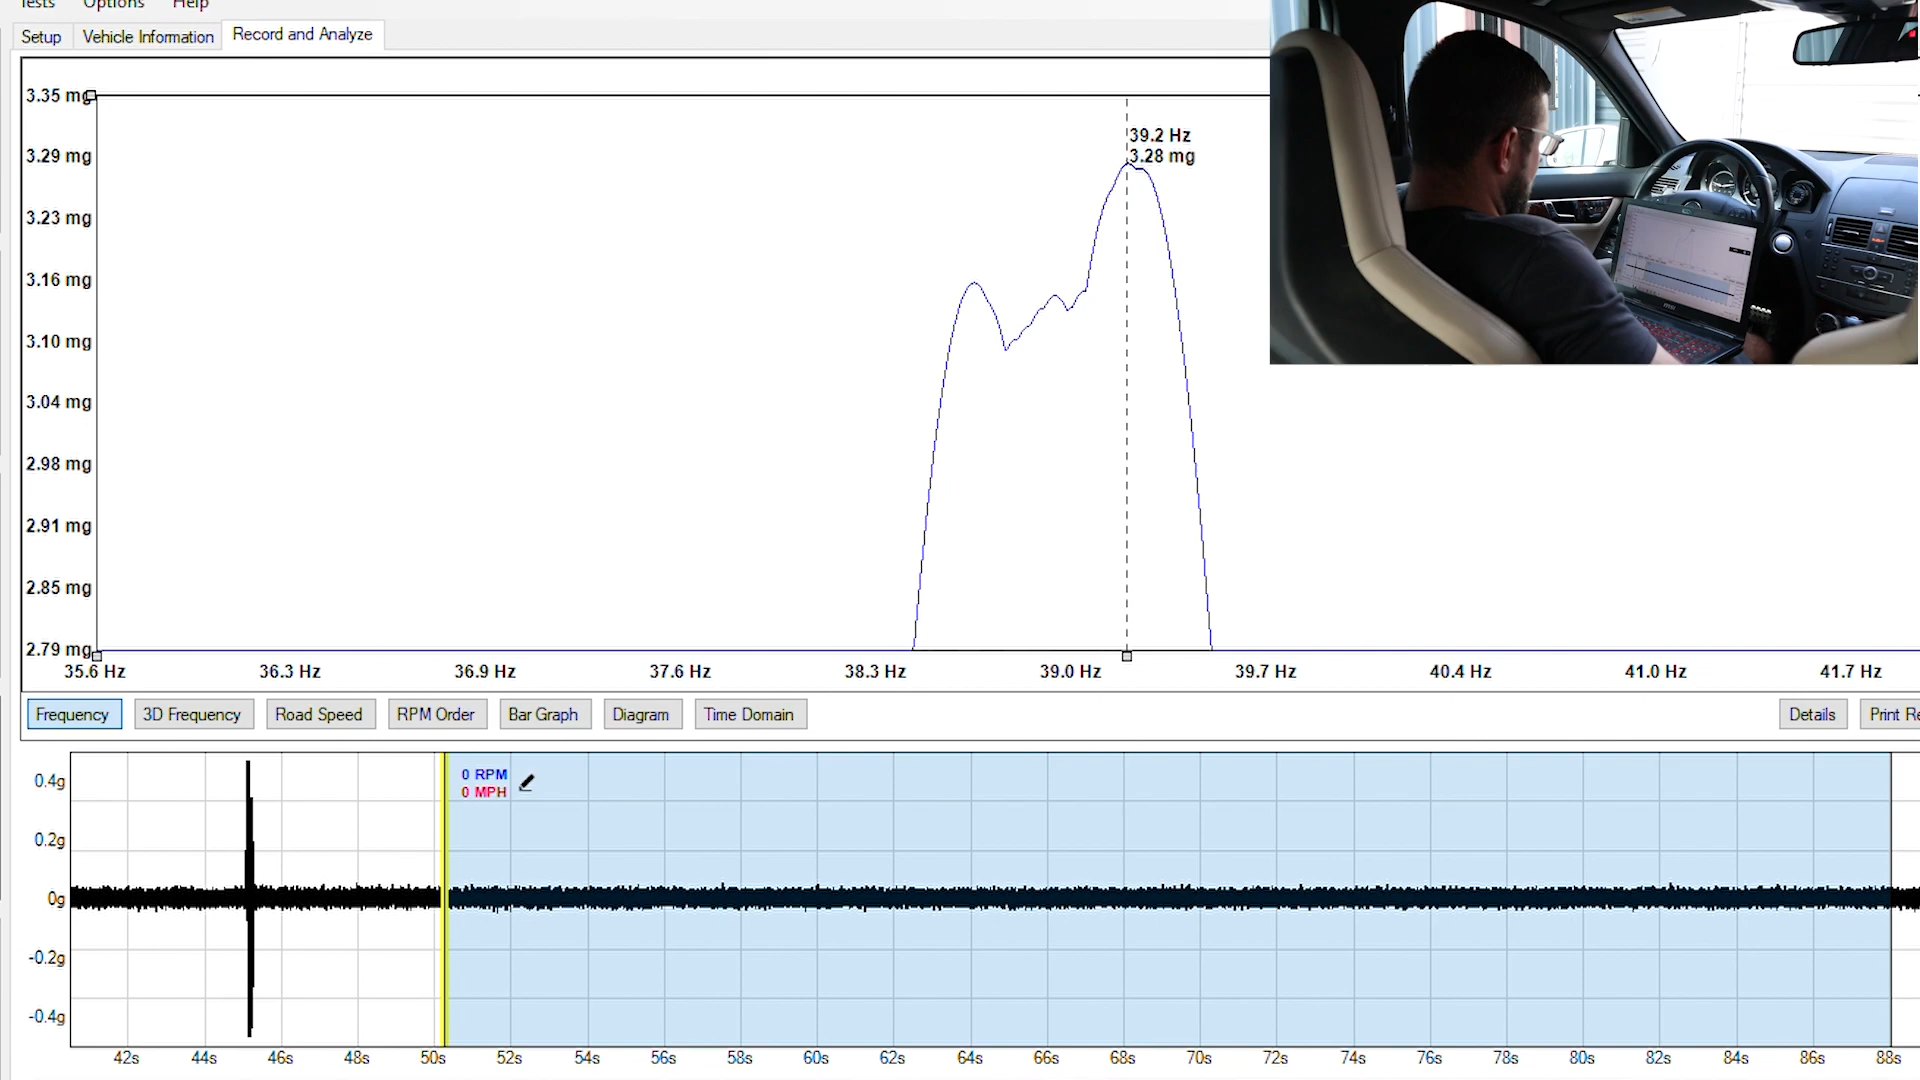 Tests Options Help
Setup Vehicle Information Record and Analyze
3.35 mg
3.29 mg
3.23 mg
3.16 mg
3.10 mg
3.04 mg
2.98 mg
2.91 mg
2.85 mg
2.79 mg
39.2 Hz
3.28 mg
35.6 Hz 36.3 Hz 36.9 Hz 37.6 Hz 38.3 Hz 39.0 Hz 39.7 Hz 40.4 Hz 41.0 Hz 41.7 Hz
Frequency 3D Frequency Road Speed RPM Order Bar Graph Diagram Time Domain Details Print Re
0.4g
0.2g
0g
-0.2g
-0.4g
0 RPM
0 MPH
42s 44s 46s 48s 50s 52s 54s 56s 58s 60s 62s 64s 66s 68s 70s 72s 74s 76s 78s 80s 82s 84s 86s 88s